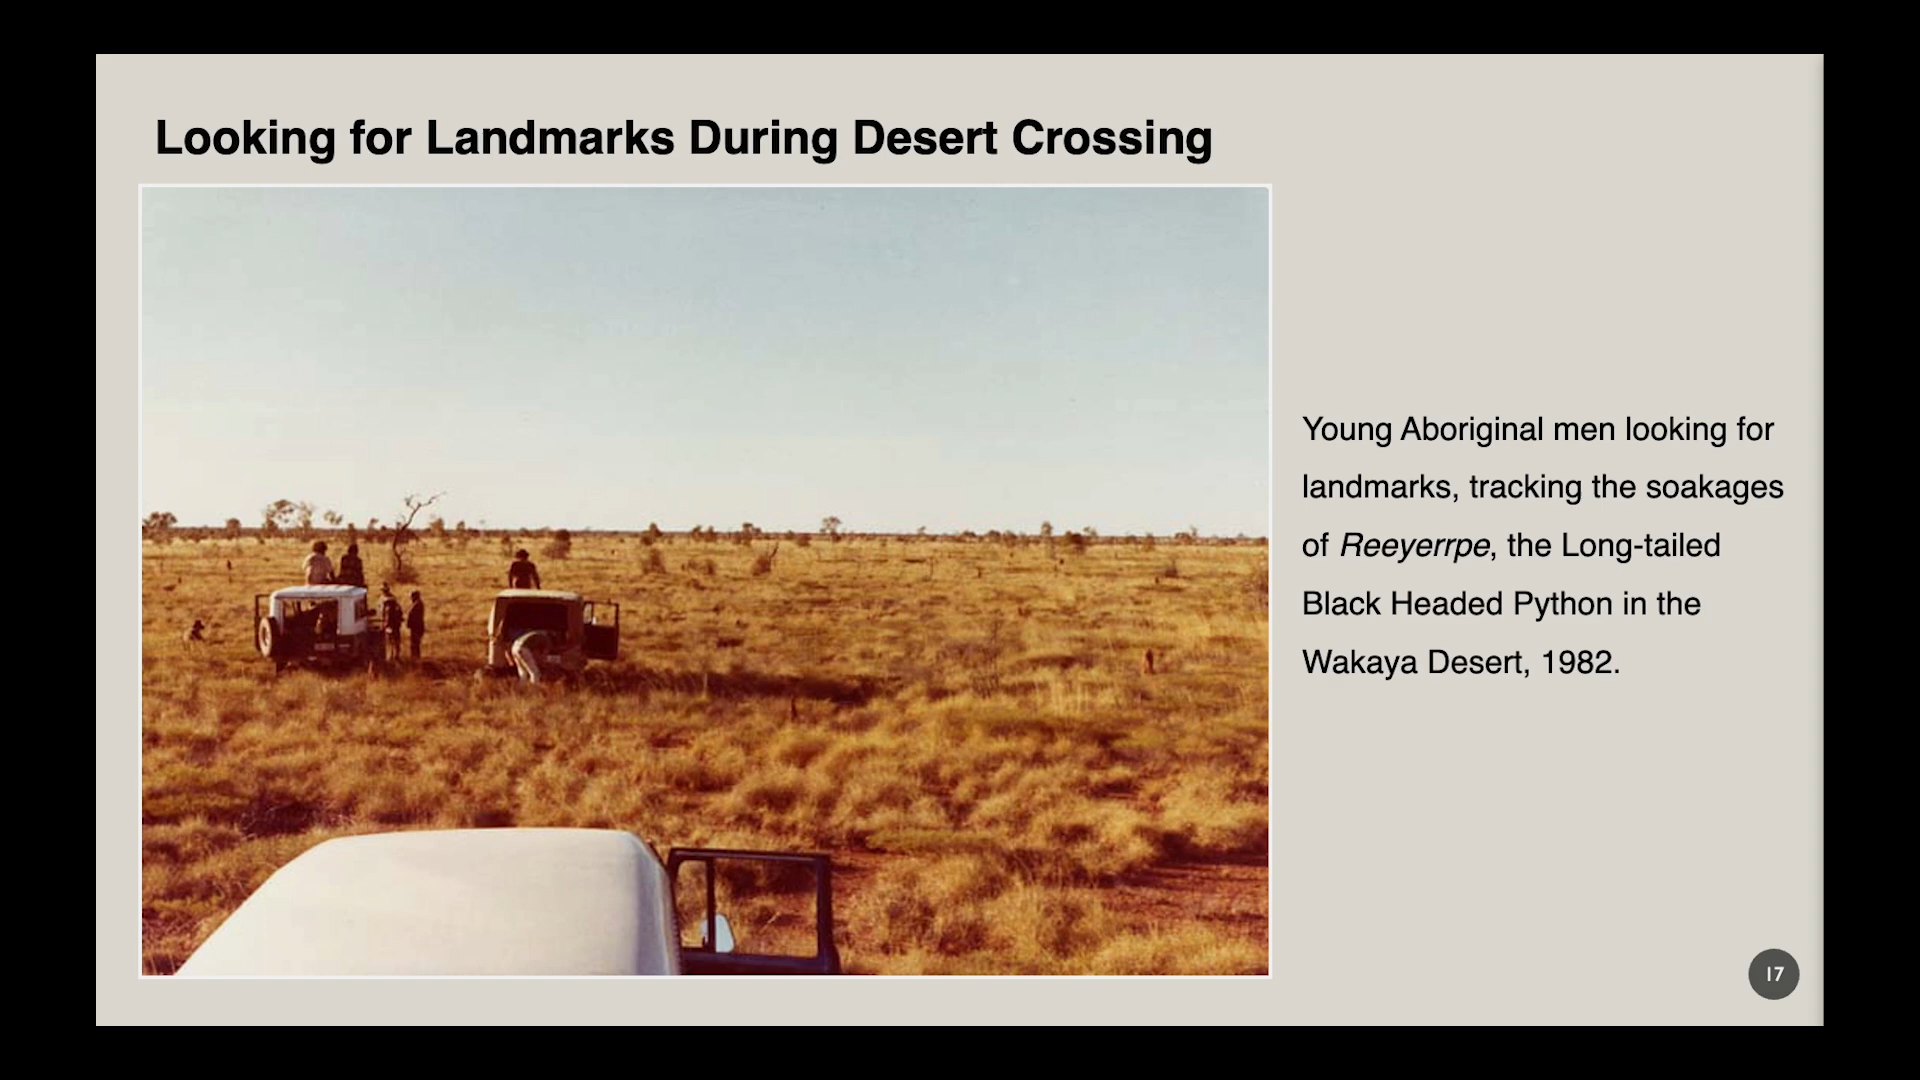 Looking for Landmarks During Desert Crossing
Young Aboriginal men looking for
landmarks, tracking the soakages
of Reeyerrpe, the Long-tailed
Black Headed Python in the
Wakaya Desert, 1982.
17